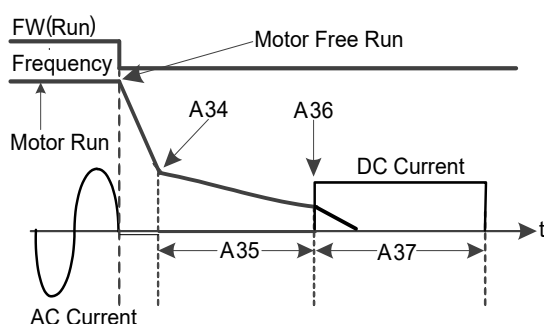 FW(Run)
Motor Free Run
Frequency
A34
A36
Motor Run
DC Current
t
A35
A37
AC Current